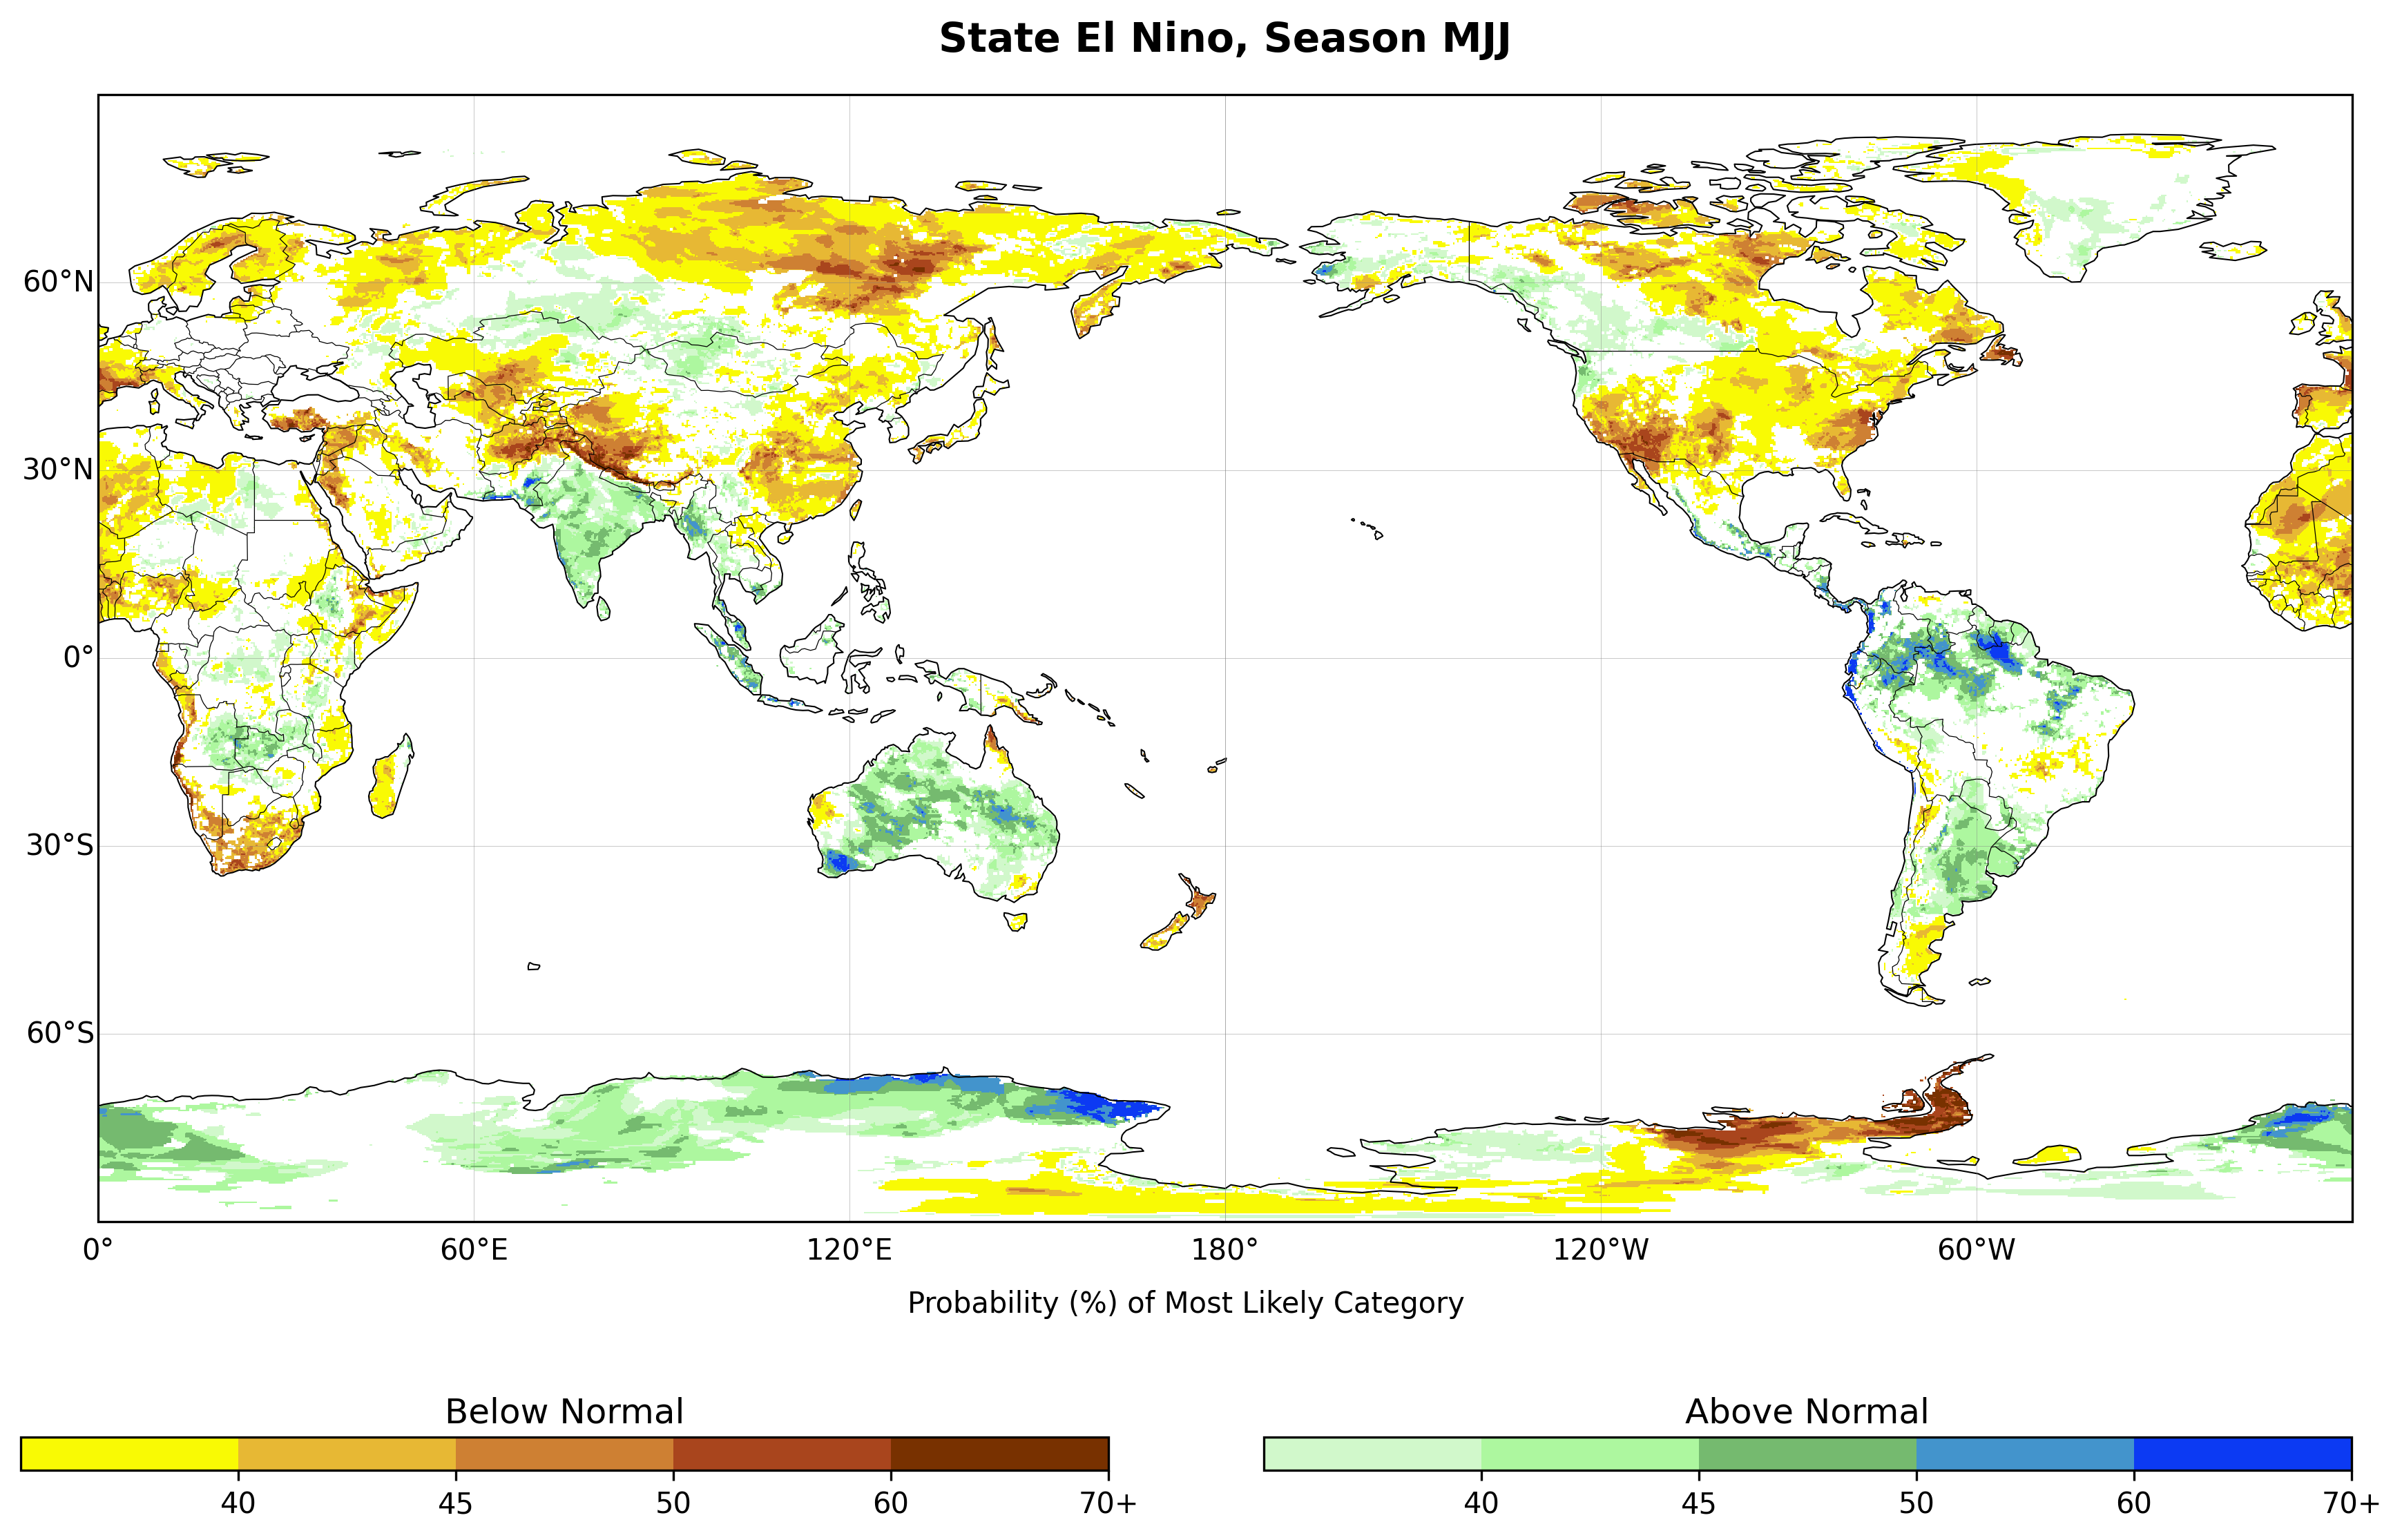 State El Nino, Season MJJ
60°N
30°N
0°
30°S
60°S
0° 60°E 120°E 180° 120°W 60°W
Probability (%) of Most Likely Category
Below Normal Above Normal
40 45 50 60 70+ 40 45 50 60 70+